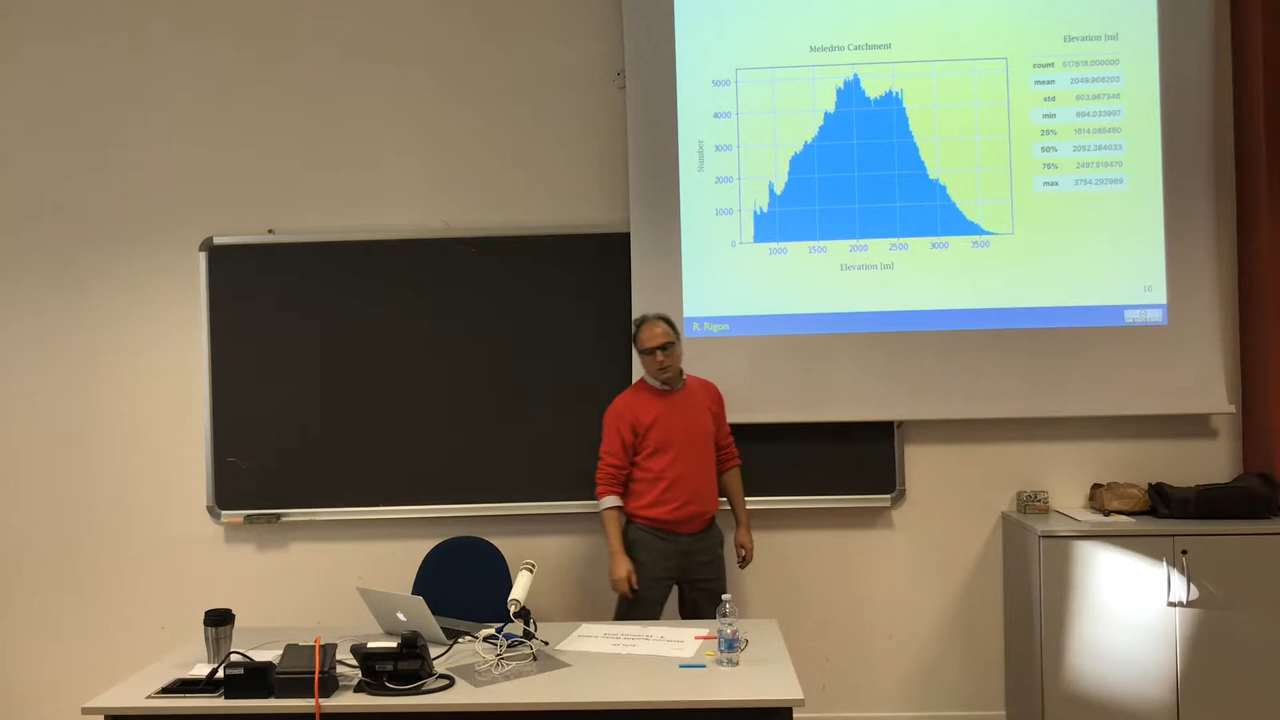 Meledrio Catchment
Number
5000
4000
3000
2000
1000
0
1000 1500 2000 2500 3000 3500
Elevation [m]
Elevation [m]
count 517618.000000
mean 2049.908203
std 603.967346
min 694.033997
25% 1614.085450
50% 2052.364033
75% 2497.519470
max 3754.292969
10
R. Rigon